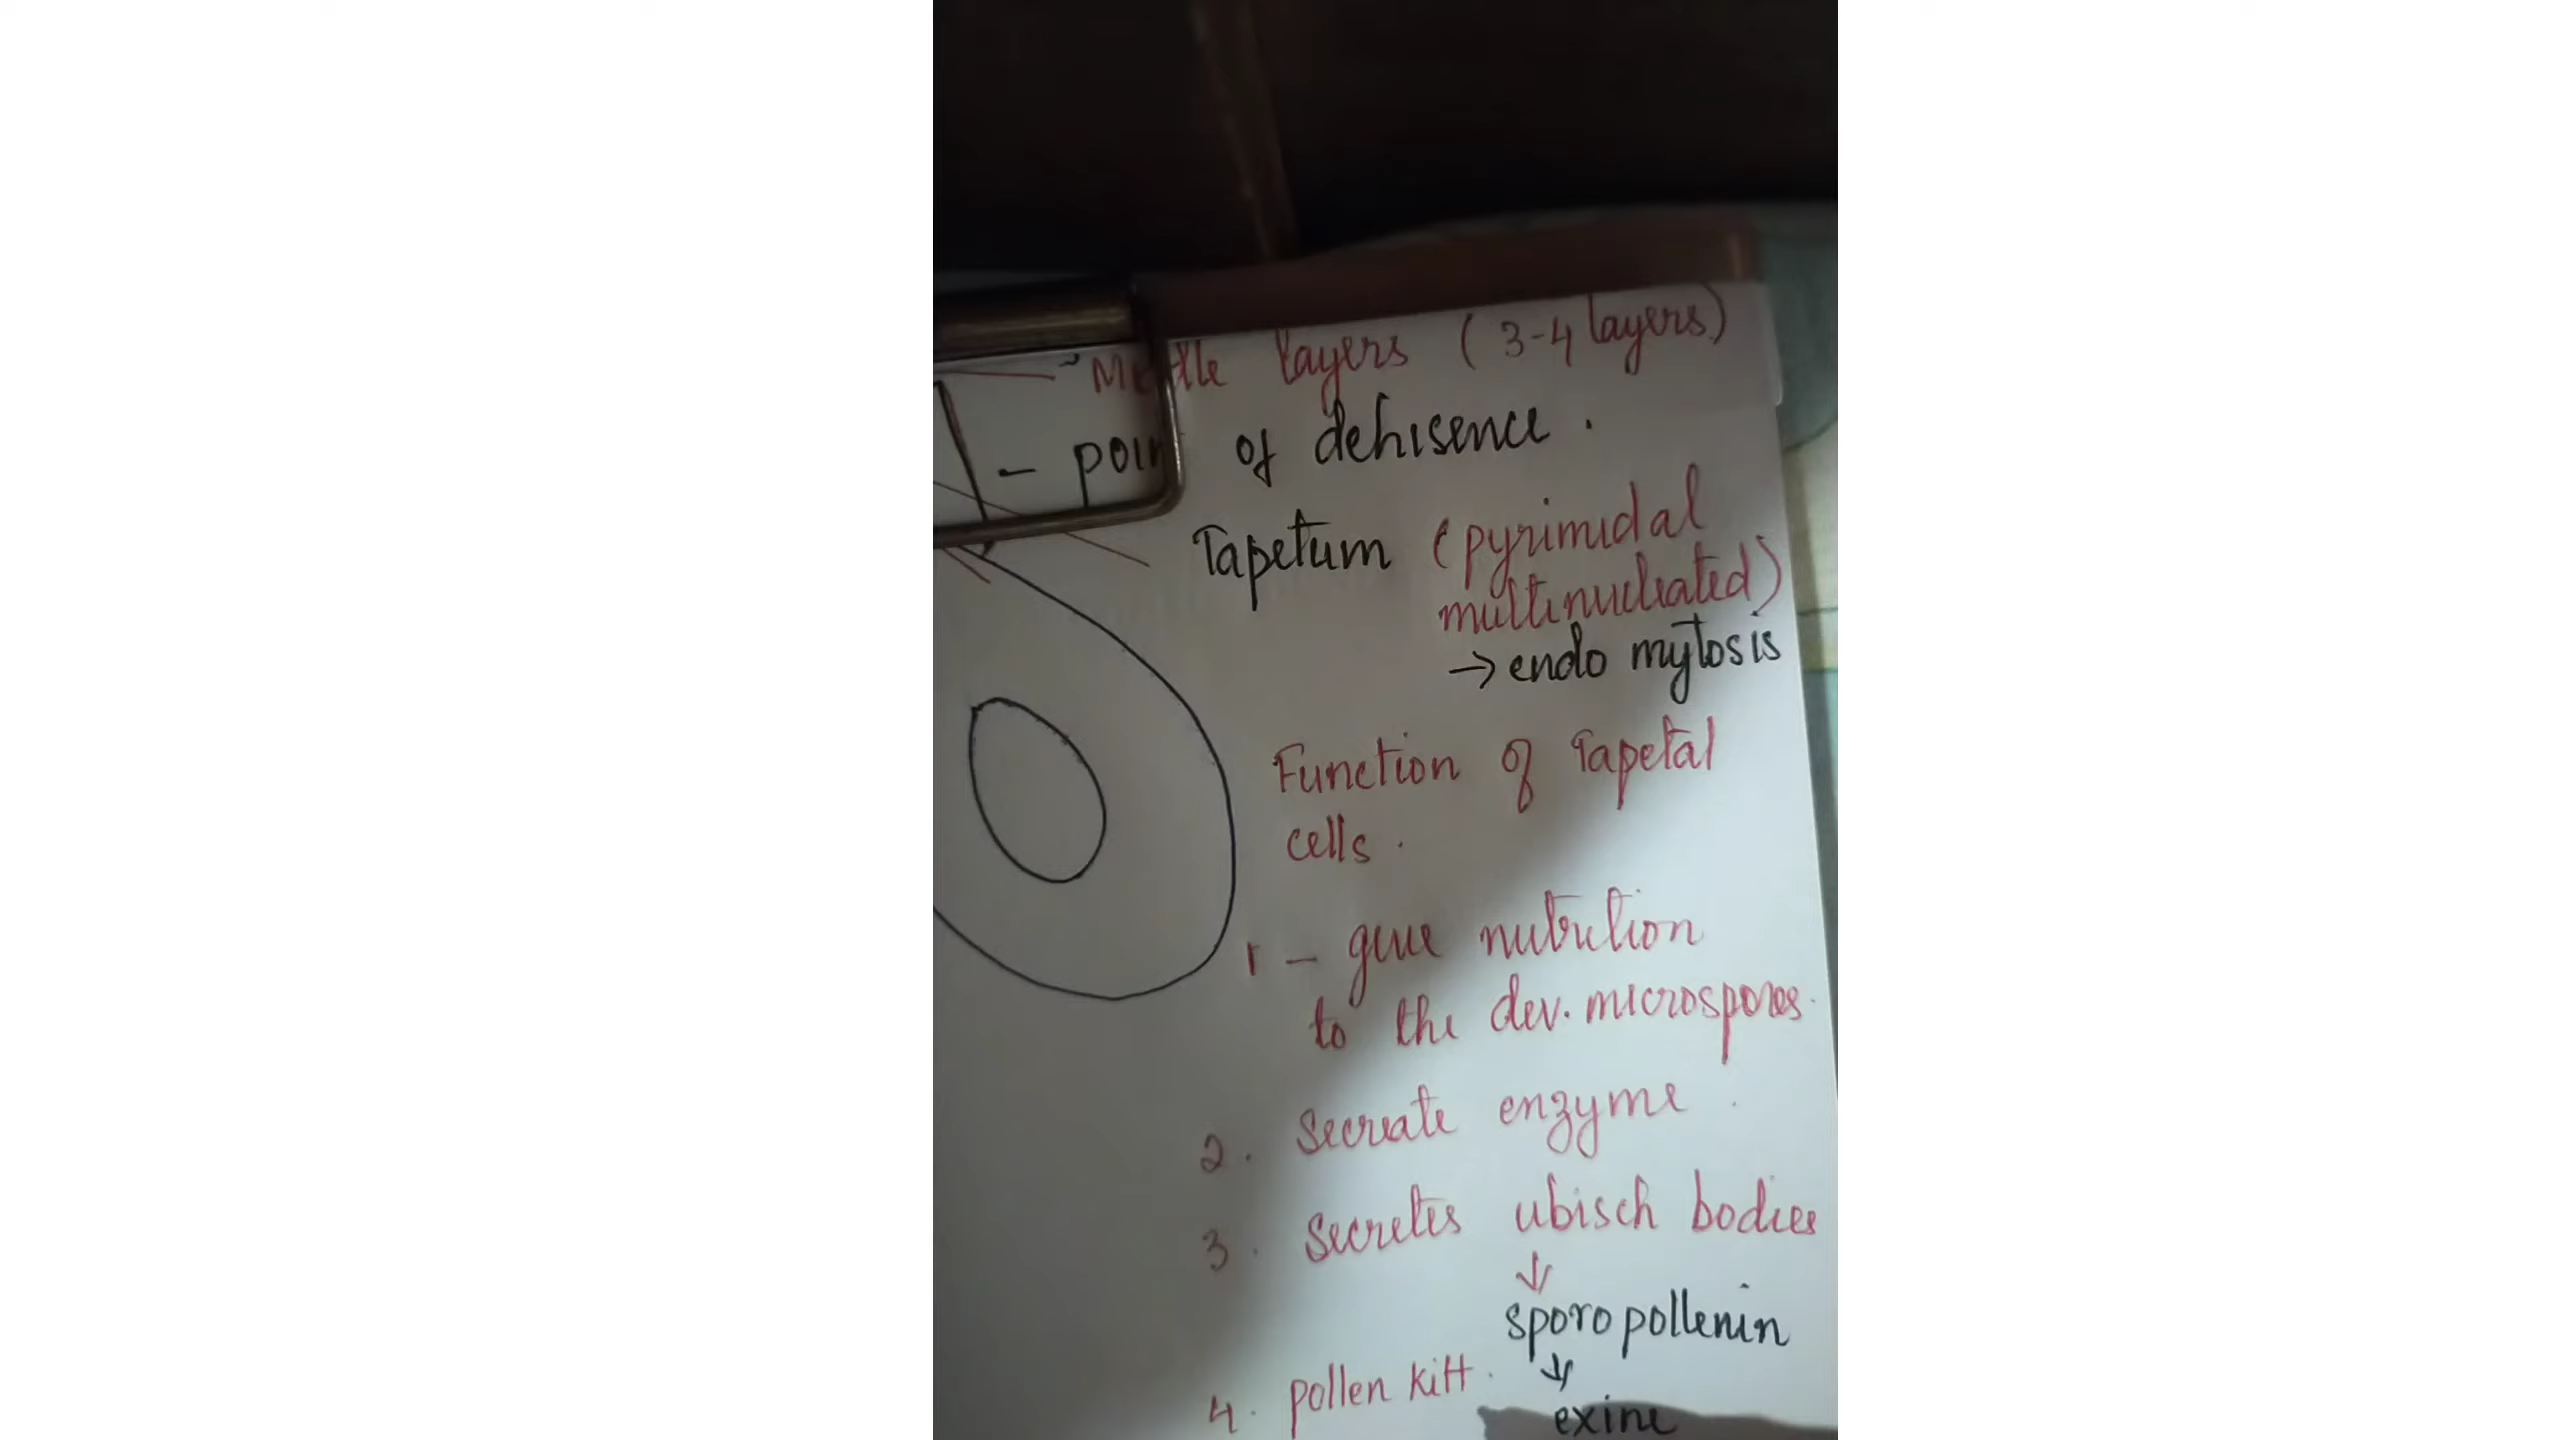 Middle layers (3-4 layers)
- point of dehisence.
Tapetum (pyrimidal
multinucleated)
→ endo mytosis
Function of Tapetal
cells.
1 - give nutrition
to the dev. microspores.
2. Secreate enzyme.
3. Secretes ubisch bodies
↓
sporopollenin
↓
4. pollen kitt.
exine